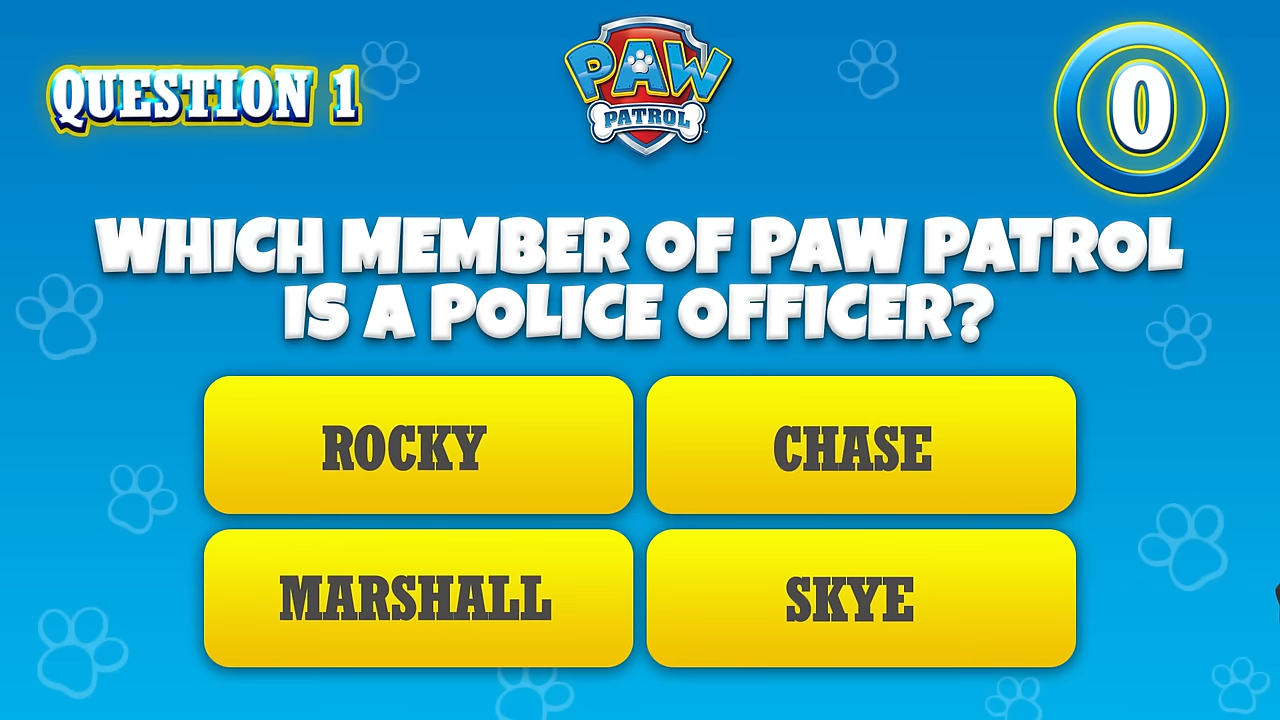 QUESTION 1
PAW
PATROL
0
WHICH MEMBER OF PAW PATROL
IS A POLICE OFFICER?
ROCKY
CHASE
MARSHALL
SKYE